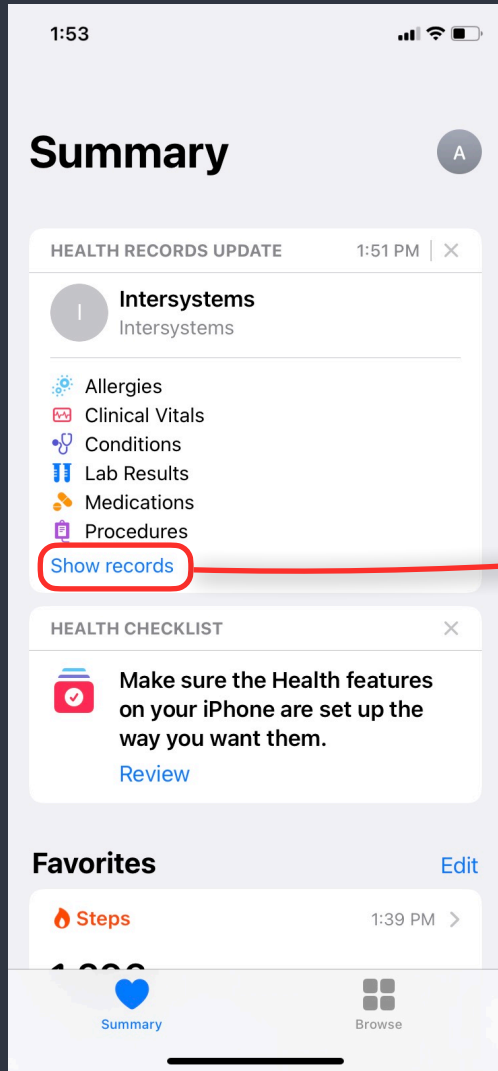 1:53
Summary
A
HEALTH RECORDS UPDATE 1:51 PM
I
Intersystems
Intersystems
Allergies
Clinical Vitals
Conditions
Lab Results
Medications
Procedures
Show records
HEALTH CHECKLIST
Make sure the Health features
on your iPhone are set up the
way you want them.
Review
Favorites Edit
Steps 1:39 PM
Summary Browse